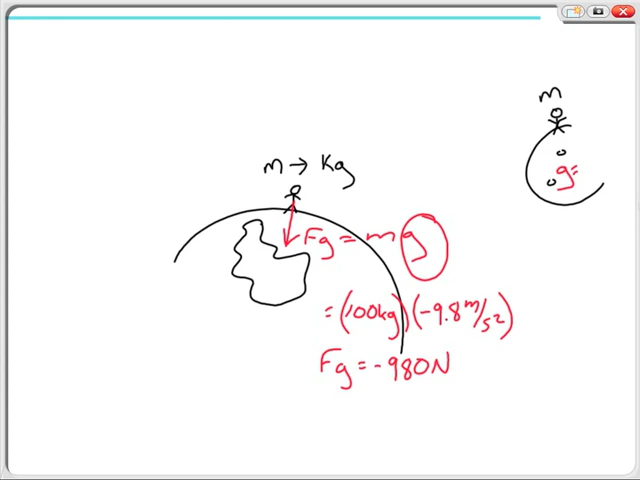 m
g=
m → kg
Fg = mg
= (100kg)(-9.8 m/s2)
Fg = -980N